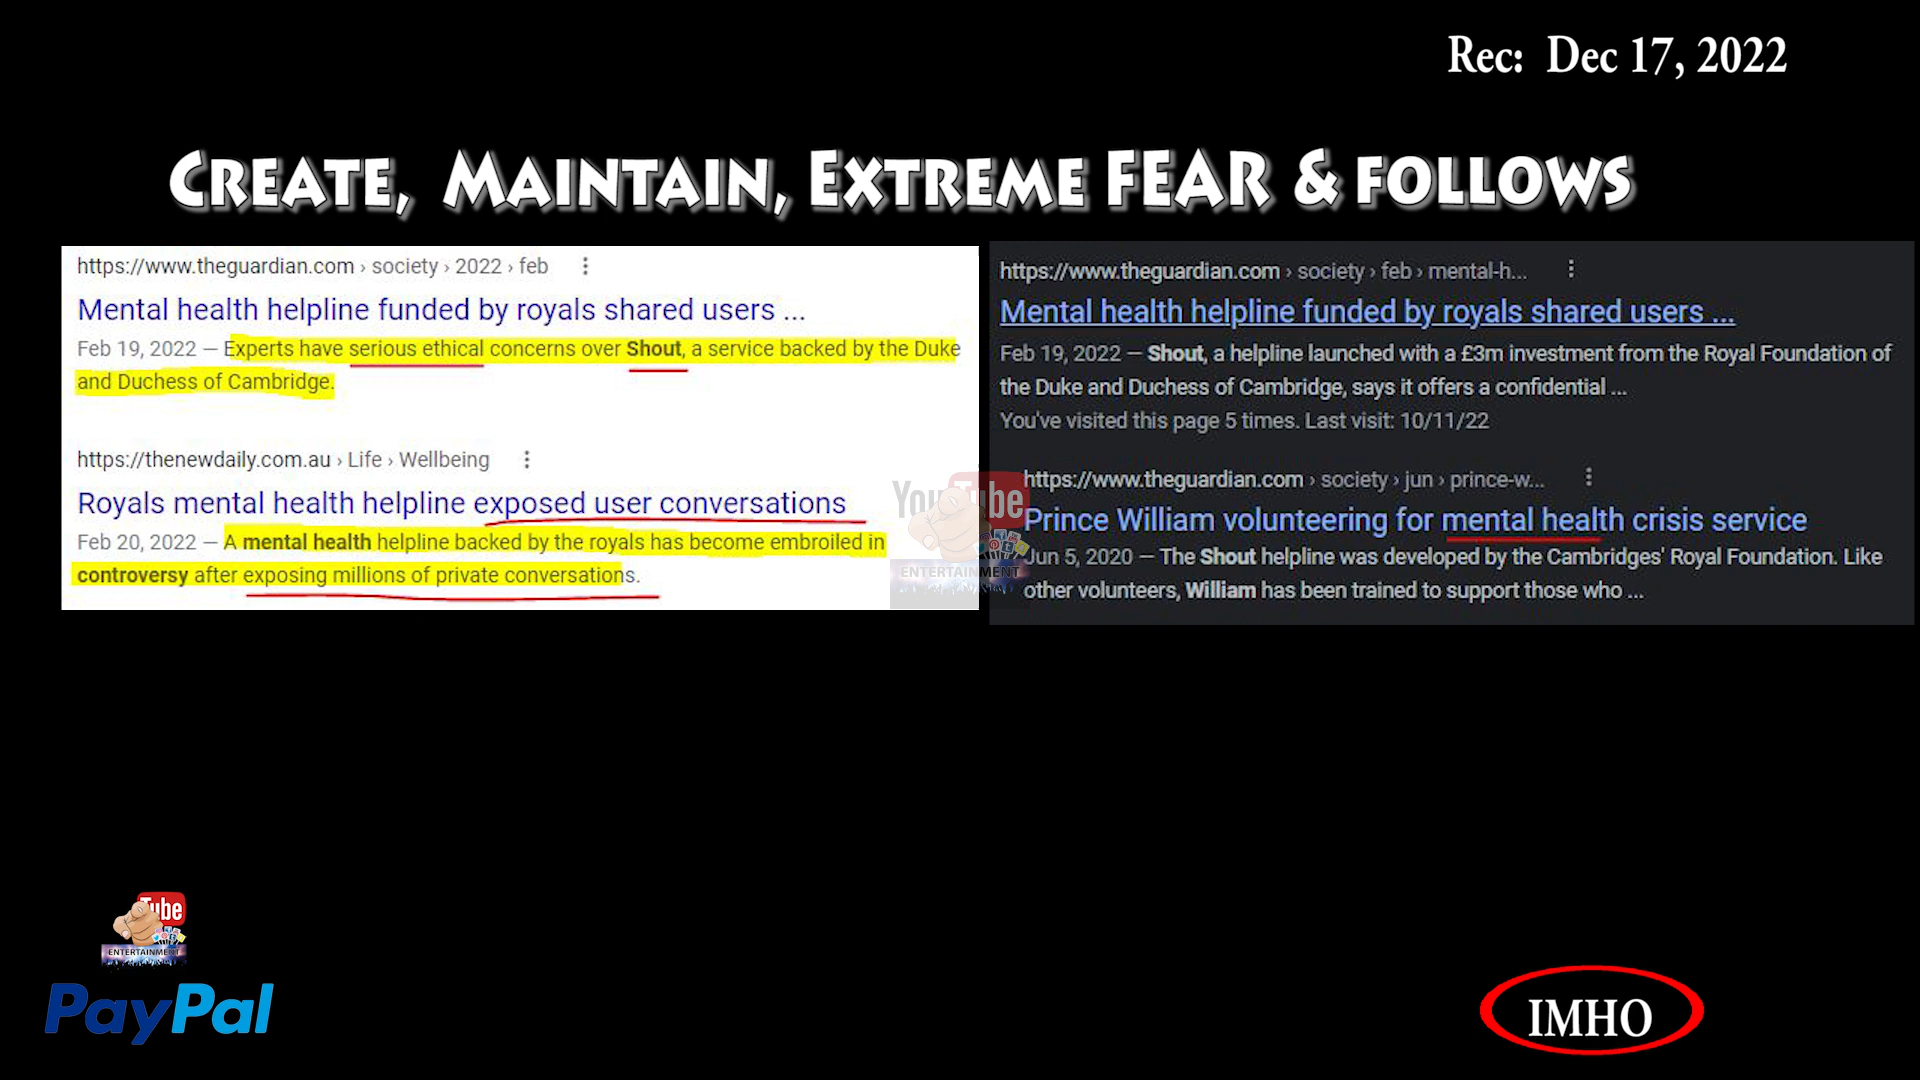 Rec: Dec 17, 2022
CREATE, MAINTAIN, EXTREME FEAR & FOLLOWS
https://www.theguardian.com › society › 2022 › feb
Mental health helpline funded by royals shared users ...
Feb 19, 2022 — Experts have serious ethical concerns over Shout, a service backed by the Duke
and Duchess of Cambridge.
https://thenewdaily.com.au › Life › Wellbeing
Royals mental health helpline exposed user conversations
Feb 20, 2022 — A mental health helpline backed by the royals has become embroiled in
controversy after exposing millions of private conversations.
https://www.theguardian.com › society › feb › mental-h...
Mental health helpline funded by royals shared users ...
Feb 19, 2022 — Shout, a helpline launched with a £3m investment from the Royal Foundation of
the Duke and Duchess of Cambridge, says it offers a confidential ...
You've visited this page 5 times. Last visit: 10/11/22
https://www.theguardian.com › society › jun › prince-w...
Prince William volunteering for mental health crisis service
Jun 5, 2020 — The Shout helpline was developed by the Cambridges' Royal Foundation. Like
other volunteers, William has been trained to support those who ...
YouTube
ENTERTAINMENT
Tube
ENTERTAINMENT
PayPal
IMHO